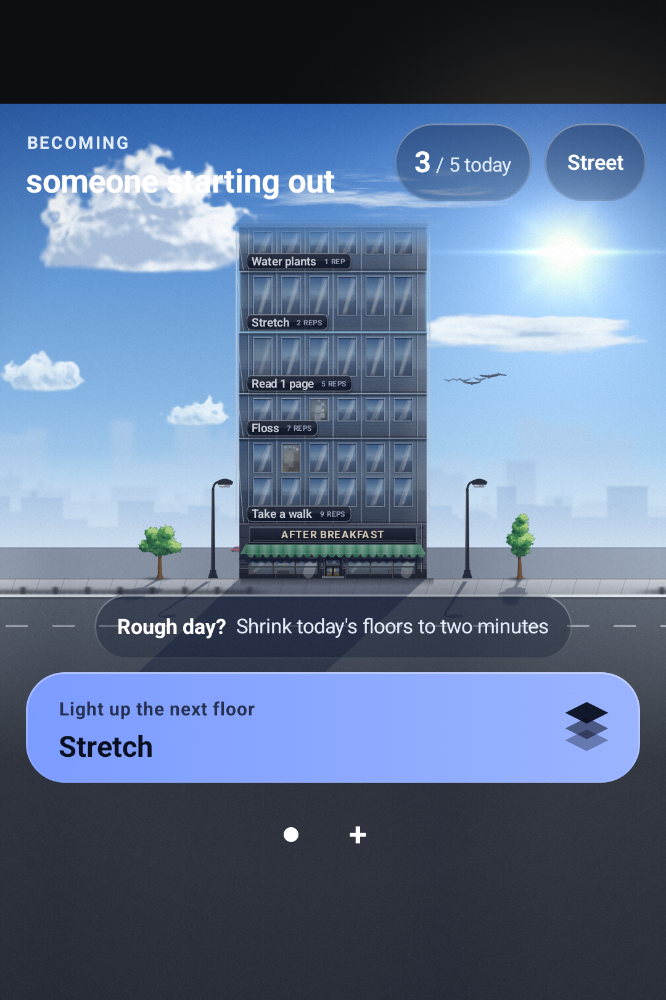 BECOMING
someone starting out
3 / 5 today
Street
Water plants 1 REP
Stretch 2 REPS
Read 1 page 5 REPS
Floss 7 REPS
Take a walk 9 REPS
AFTER BREAKFAST
Rough day? Shrink today's floors to two minutes
Light up the next floor
Stretch